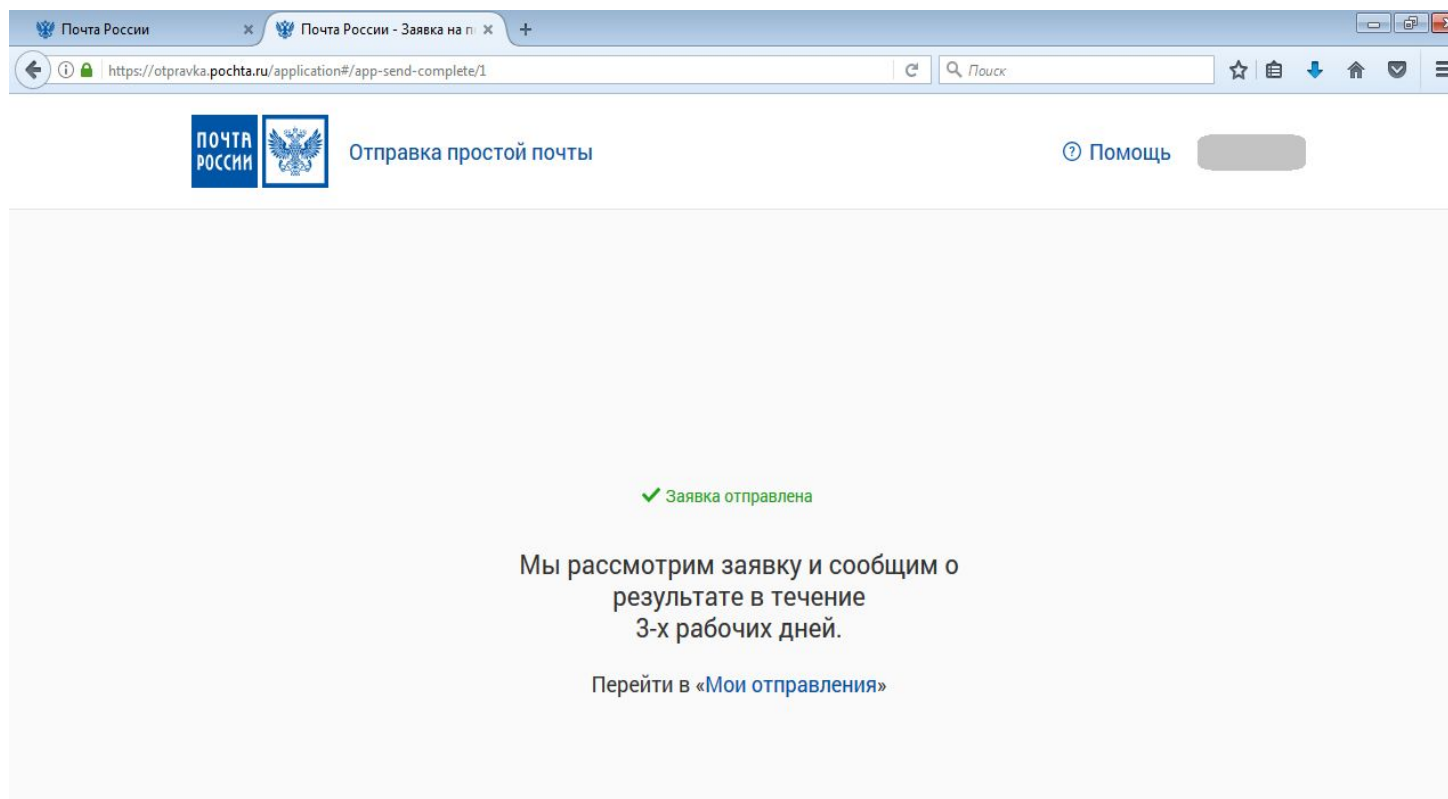 Почта России
Почта России - Заявка на п
https://otpravka.pochta.ru/application#/app-send-complete/1
Поиск
ПОЧТА
РОССИИ
Отправка простой почты
? Помощь
Заявка отправлена
Мы рассмотрим заявку и сообщим о
результате в течение
3-х рабочих дней.
Перейти в «Мои отправления»